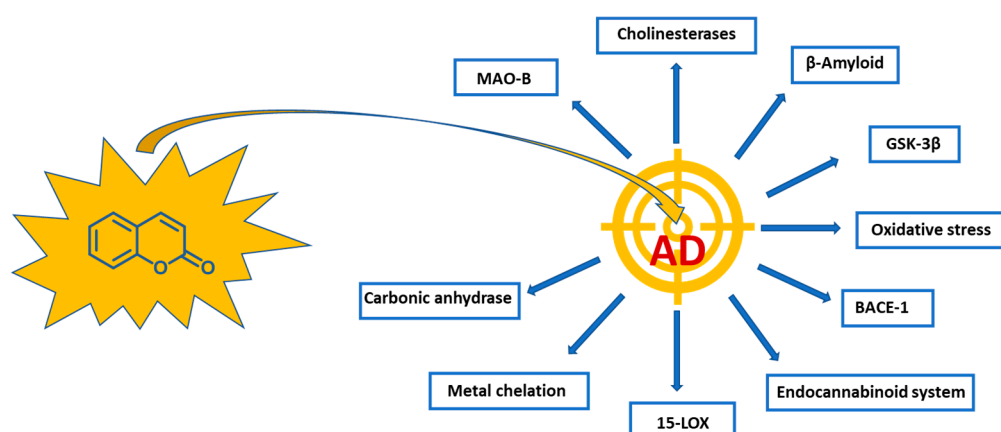 Cholinesterases
MAO-B
β-Amyloid
GSK-3β
Oxidative stress
AD
O
O
Carbonic anhydrase
BACE-1
Metal chelation
Endocannabinoid system
15-LOX